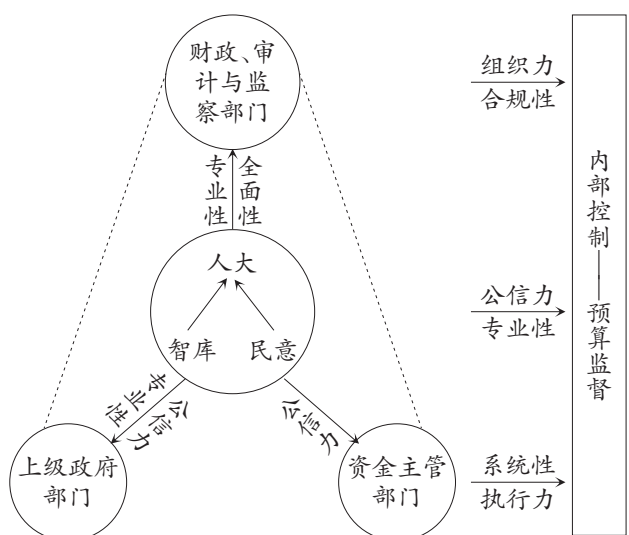 财政、审
计与监
察部门
组织力
合规性
专业性
全面性
人大
智库
民意
公信力
专业性
内部控制——预算监督
专业性
公信力
公信力
上级政府
部门
资金主管
部门
系统性
执行力